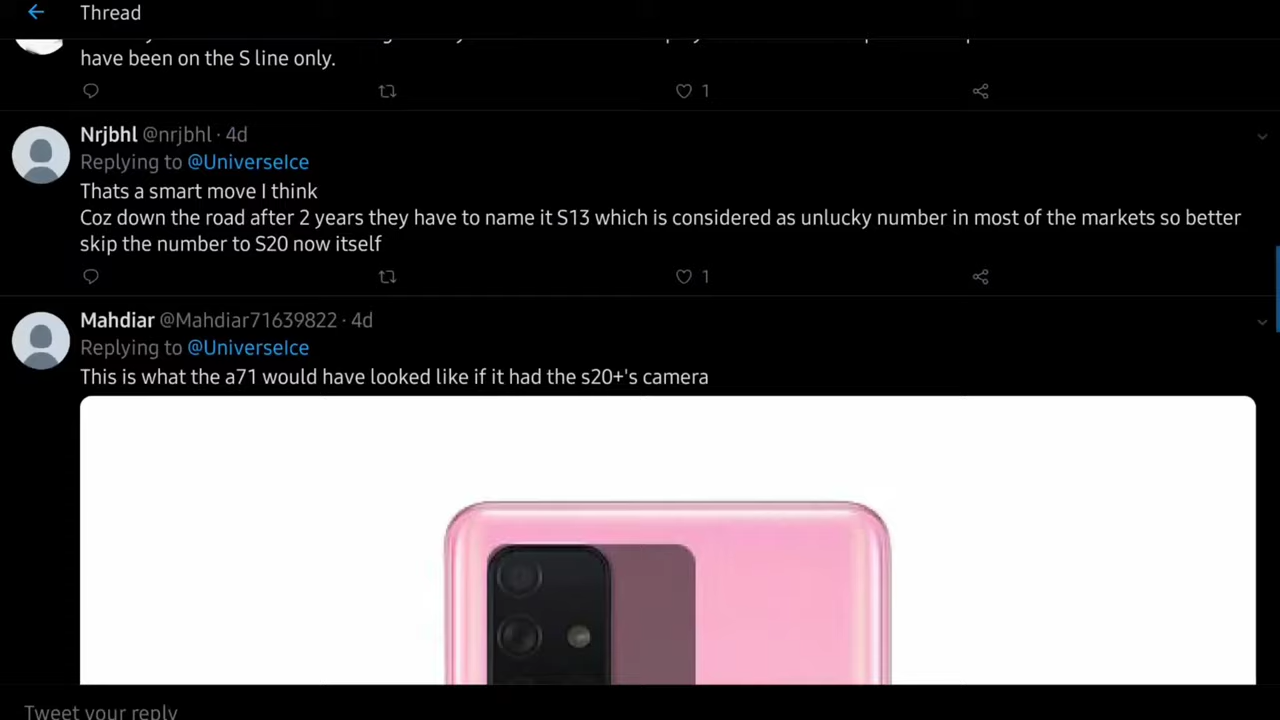 Thread
have been on the S line only.
1
Nrjbhl @nrjbhl · 4d
Replying to @UniverseIce
Thats a smart move I think
Coz down the road after 2 years they have to name it S13 which is considered as unlucky number in most of the markets so better
skip the number to S20 now itself
1
Mahdiar @Mahdiar71639822 · 4d
Replying to @UniverseIce
This is what the a71 would have looked like if it had the s20+'s camera
Tweet your reply